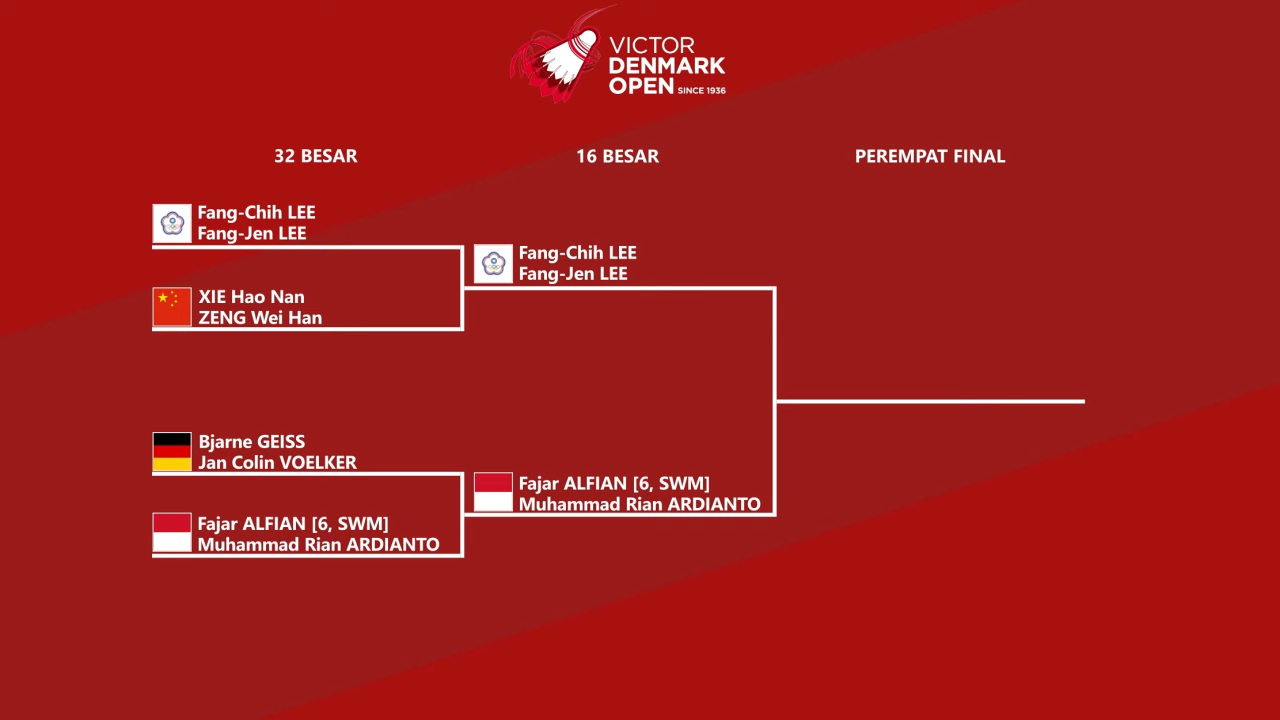 VICTOR
DENMARK
OPEN SINCE 1936
32 BESAR
16 BESAR
PEREMPAT FINAL
Fang-Chih LEE
Fang-Jen LEE
XIE Hao Nan
ZENG Wei Han
Bjarne GEISS
Jan Colin VOELKER
Fajar ALFIAN [6, SWM]
Muhammad Rian ARDIANTO
Fang-Chih LEE
Fang-Jen LEE
Fajar ALFIAN [6, SWM]
Muhammad Rian ARDIANTO